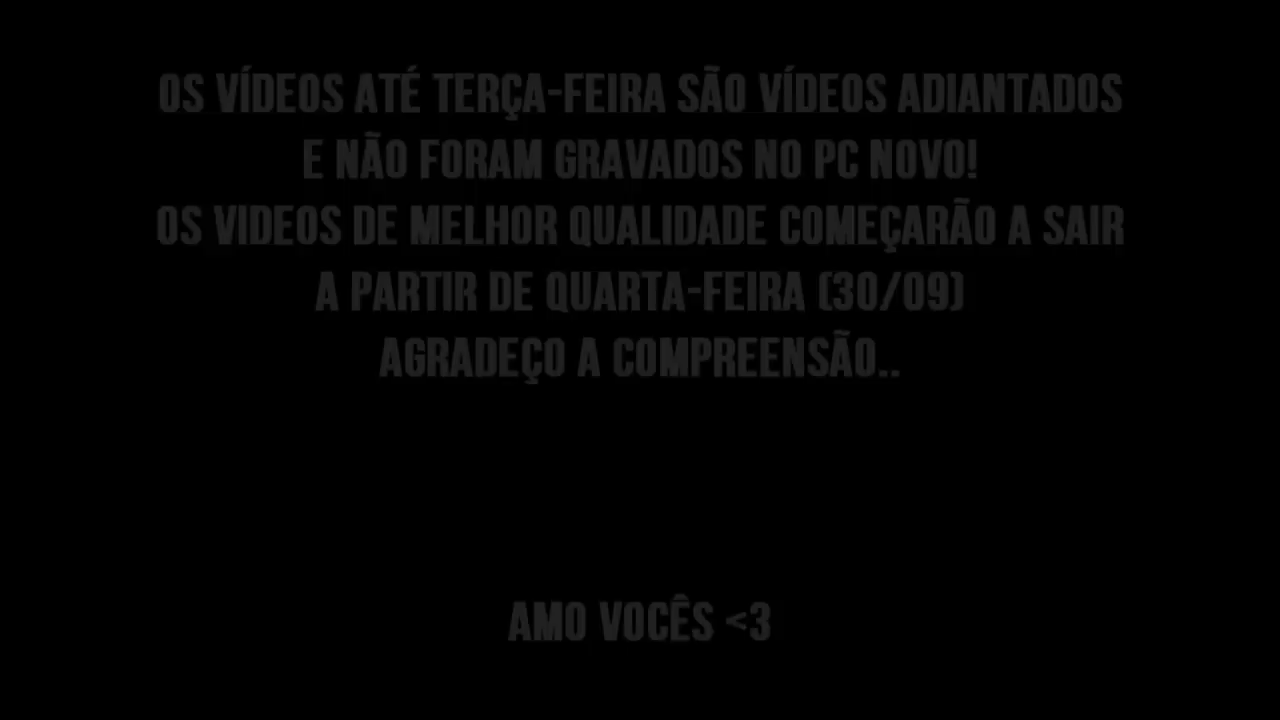 OS VÍDEOS ATÉ TERÇA-FEIRA SÃO VÍDEOS ADIANTADOS
E NÃO FORAM GRAVADOS NO PC NOVO!
OS VIDEOS DE MELHOR QUALIDADE COMEÇARÃO A SAIR
A PARTIR DE QUARTA-FEIRA (30/09)
AGRADEÇO A COMPREENSÃO..
AMO VOCÊS <3